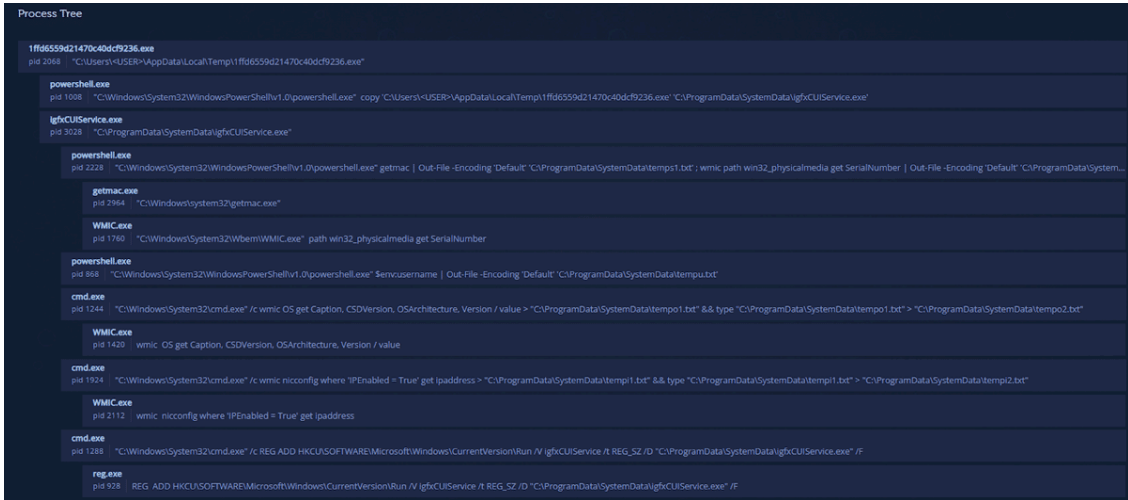 Process Tree
1ffd6559d21470c40dcf9236.exe
pid 2068 "C:\Users\<USER>\AppData\Local\Temp\1ffd6559d21470c40dcf9236.exe"
powershell.exe
pid 1008 "C:\Windows\System32\WindowsPowerShell\v1.0\powershell.exe" copy 'C:\Users\<USER>\AppData\Local\Temp\1ffd6559d21470c40dcf9236.exe' 'C:\ProgramData\SystemData\igfxCUIService.exe'
igfxCUIService.exe
pid 3028 "C:\ProgramData\SystemData\igfxCUIService.exe"
powershell.exe
pid 2228 "C:\Windows\System32\WindowsPowerShell\v1.0\powershell.exe" getmac | Out-File -Encoding 'Default' 'C:\ProgramData\SystemData\temps1.txt' ; wmic path win32_physicalmedia get SerialNumber | Out-File -Encoding 'Default' 'C:\ProgramData\System...
getmac.exe
pid 2964 "C:\Windows\system32\getmac.exe"
WMIC.exe
pid 1760 "C:\Windows\System32\Wbem\WMIC.exe" path win32_physicalmedia get SerialNumber
powershell.exe
pid 868 "C:\Windows\System32\WindowsPowerShell\v1.0\powershell.exe" $env:username | Out-File -Encoding 'Default' 'C:\ProgramData\SystemData\tempu.txt'
cmd.exe
pid 1244 "C:\Windows\System32\cmd.exe" /c wmic OS get Caption, CSDVersion, OSArchitecture, Version / value > "C:\ProgramData\SystemData\tempo1.txt" && type "C:\ProgramData\SystemData\tempo1.txt" > "C:\ProgramData\SystemData\tempo2.txt"
WMIC.exe
pid 1420 wmic OS get Caption, CSDVersion, OSArchitecture, Version / value
cmd.exe
pid 1924 "C:\Windows\System32\cmd.exe" /c wmic nicconfig where 'IPEnabled = True' get ipaddress > "C:\ProgramData\SystemData\tempi1.txt" && type "C:\ProgramData\SystemData\tempi1.txt" > "C:\ProgramData\SystemData\tempi2.txt"
WMIC.exe
pid 2112 wmic nicconfig where 'IPEnabled = True' get ipaddress
cmd.exe
pid 1288 "C:\Windows\System32\cmd.exe" /c REG ADD HKCU\SOFTWARE\Microsoft\Windows\CurrentVersion\Run /V igfxCUIService /t REG_SZ /D "C:\ProgramData\SystemData\igfxCUIService.exe" /F
reg.exe
pid 928 REG ADD HKCU\SOFTWARE\Microsoft\Windows\CurrentVersion\Run /V igfxCUIService /t REG_SZ /D "C:\ProgramData\SystemData\igfxCUIService.exe" /F